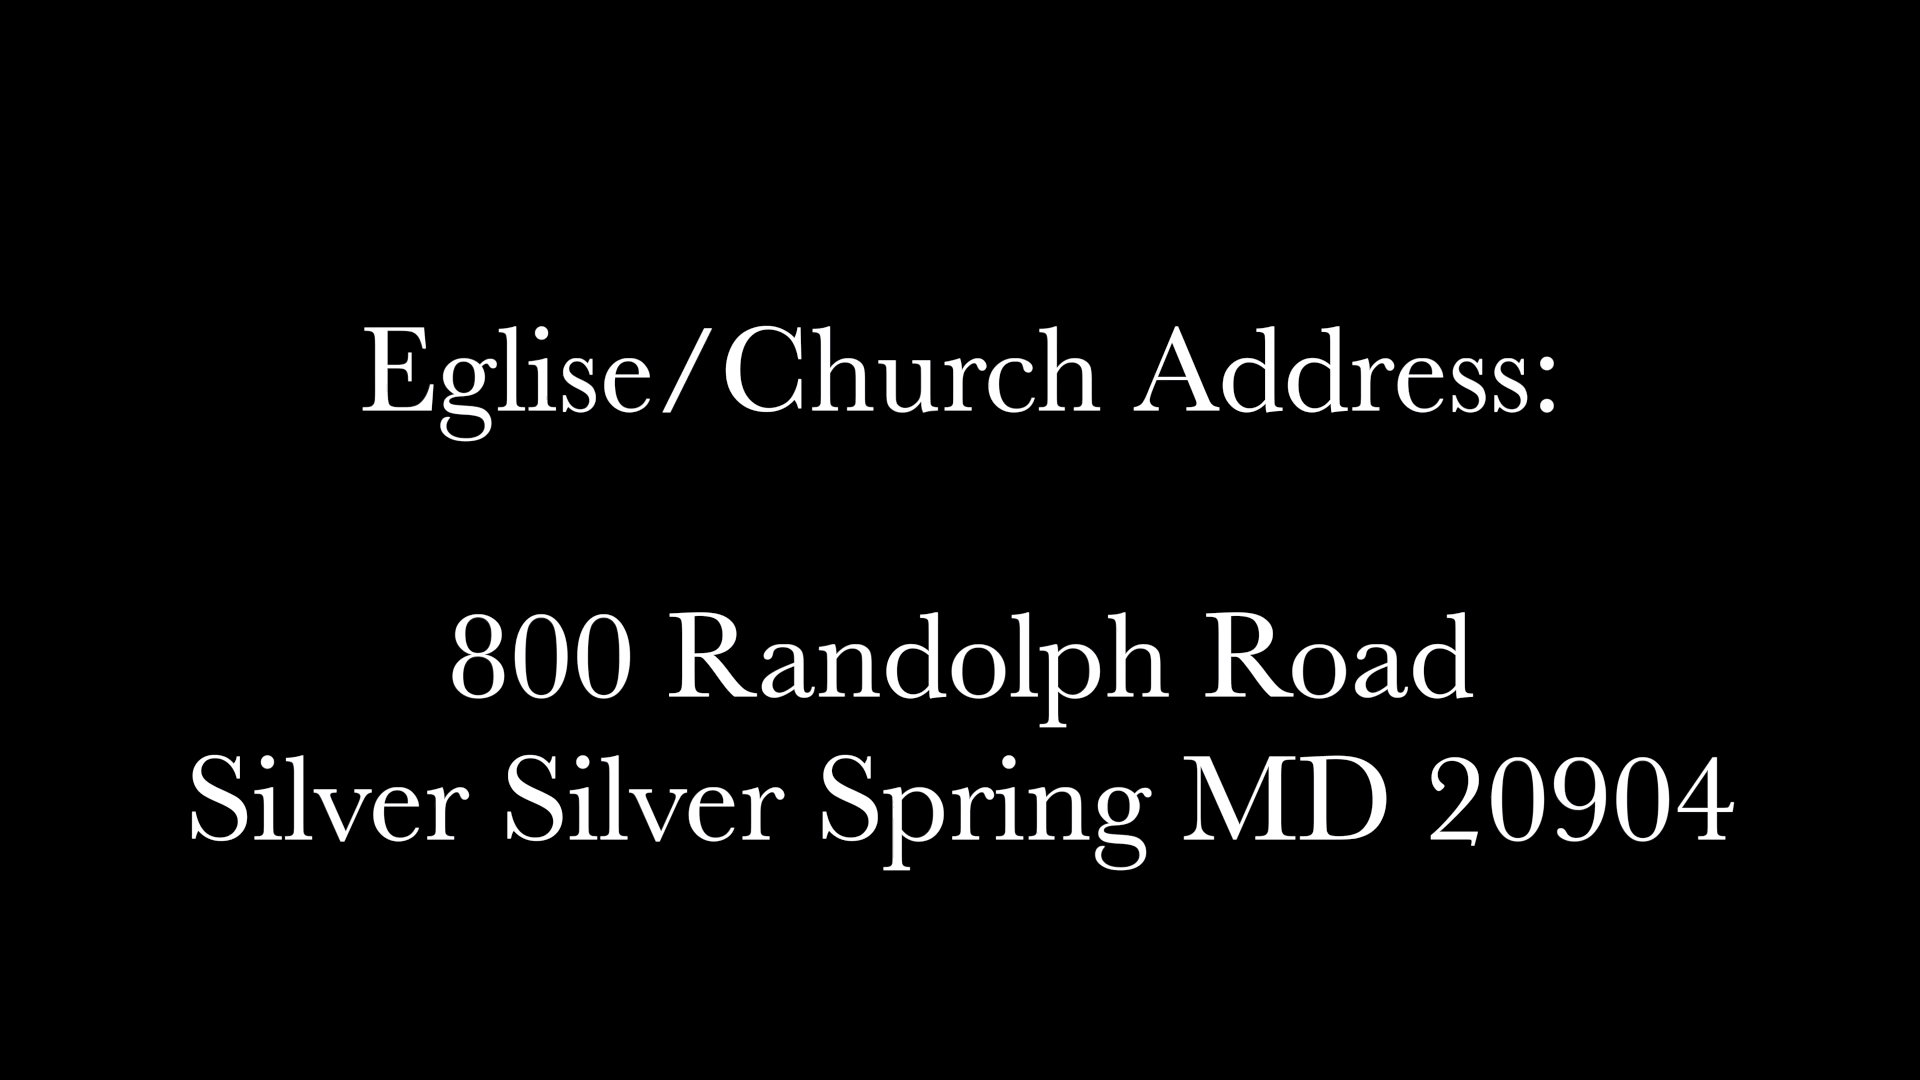 Eglise/Church Address:
800 Randolph Road
Silver Silver Spring MD 20904